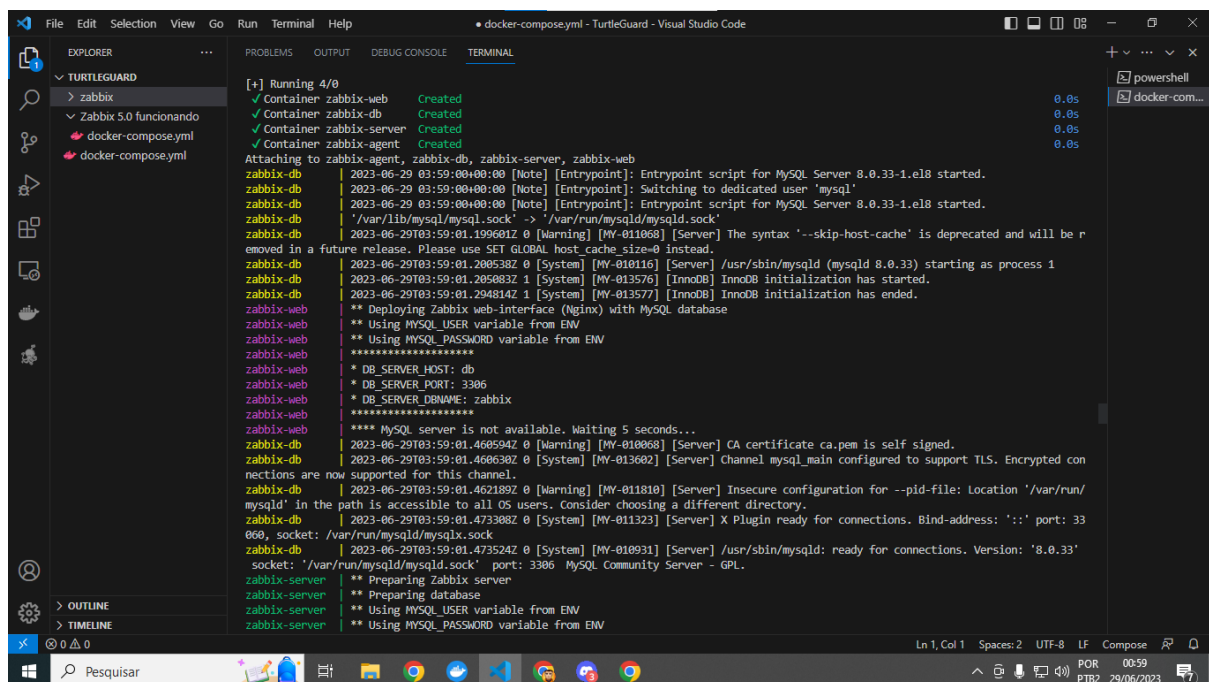 File Edit Selection View Go Run Terminal Help
● docker-compose.yml - TurtleGuard - Visual Studio Code
EXPLORER ...
TURTLEGUARD
zabbix
Zabbix 5.0 funcionando
docker-compose.yml
docker-compose.yml
OUTLINE
TIMELINE
1
PROBLEMS OUTPUT DEBUG CONSOLE TERMINAL
powershell
docker-com...
[+] Running 4/0
✓ Container zabbix-web Created 0.0s
✓ Container zabbix-db Created 0.0s
✓ Container zabbix-server Created 0.0s
✓ Container zabbix-agent Created 0.0s
Attaching to zabbix-agent, zabbix-db, zabbix-server, zabbix-web
zabbix-db | 2023-06-29 03:59:00+00:00 [Note] [Entrypoint]: Entrypoint script for MySQL Server 8.0.33-1.el8 started.
zabbix-db | 2023-06-29 03:59:00+00:00 [Note] [Entrypoint]: Switching to dedicated user 'mysql'
zabbix-db | 2023-06-29 03:59:00+00:00 [Note] [Entrypoint]: Entrypoint script for MySQL Server 8.0.33-1.el8 started.
zabbix-db | '/var/lib/mysql/mysql.sock' -> '/var/run/mysqld/mysqld.sock'
zabbix-db | 2023-06-29T03:59:01.199601Z 0 [Warning] [MY-011068] [Server] The syntax '--skip-host-cache' is deprecated and will be r
emoved in a future release. Please use SET GLOBAL host_cache_size=0 instead.
zabbix-db | 2023-06-29T03:59:01.200538Z 0 [System] [MY-010116] [Server] /usr/sbin/mysqld (mysqld 8.0.33) starting as process 1
zabbix-db | 2023-06-29T03:59:01.205083Z 1 [System] [MY-013576] [InnoDB] InnoDB initialization has started.
zabbix-db | 2023-06-29T03:59:01.294814Z 1 [System] [MY-013577] [InnoDB] InnoDB initialization has ended.
zabbix-web | ** Deploying Zabbix web-interface (Nginx) with MySQL database
zabbix-web | ** Using MYSQL_USER variable from ENV
zabbix-web | ** Using MYSQL_PASSWORD variable from ENV
zabbix-web | ********************
zabbix-web | * DB_SERVER_HOST: db
zabbix-web | * DB_SERVER_PORT: 3306
zabbix-web | * DB_SERVER_DBNAME: zabbix
zabbix-web | ********************
zabbix-web | **** MySQL server is not available. Waiting 5 seconds...
zabbix-db | 2023-06-29T03:59:01.460594Z 0 [Warning] [MY-010068] [Server] CA certificate ca.pem is self signed.
zabbix-db | 2023-06-29T03:59:01.460630Z 0 [System] [MY-013602] [Server] Channel mysql_main configured to support TLS. Encrypted con
nections are now supported for this channel.
zabbix-db | 2023-06-29T03:59:01.462189Z 0 [Warning] [MY-011810] [Server] Insecure configuration for --pid-file: Location '/var/run/
mysqld' in the path is accessible to all OS users. Consider choosing a different directory.
zabbix-db | 2023-06-29T03:59:01.473308Z 0 [System] [MY-011323] [Server] X Plugin ready for connections. Bind-address: '::' port: 33
060, socket: /var/run/mysqld/mysqlx.sock
zabbix-db | 2023-06-29T03:59:01.473524Z 0 [System] [MY-010931] [Server] /usr/sbin/mysqld: ready for connections. Version: '8.0.33'
socket: '/var/run/mysqld/mysqld.sock' port: 3306 MySQL Community Server - GPL.
zabbix-server | ** Preparing Zabbix server
zabbix-server | ** Preparing database
zabbix-server | ** Using MYSQL_USER variable from ENV
zabbix-server | ** Using MYSQL_PASSWORD variable from ENV
0 0
Ln 1, Col 1 Spaces: 2 UTF-8 LF Compose
Pesquisar
POR
PTB2
00:59
29/06/2023